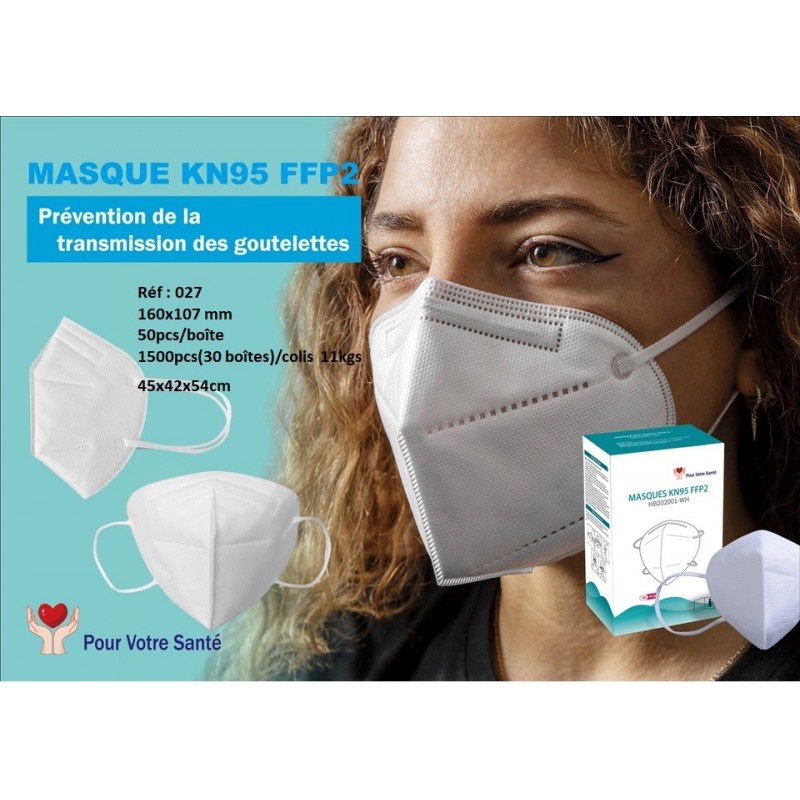 MASQUE KN95 FFP2
Prévention de la
transmission des goutelettes
Réf : 027
160x107 mm
50pcs/boîte
1500pcs(30 boîtes)/colis 11kgs
45x42x54cm
Pour Votre Santé
Pour Votre Santé
MASQUES KN95 FFP2
HB202001-WH